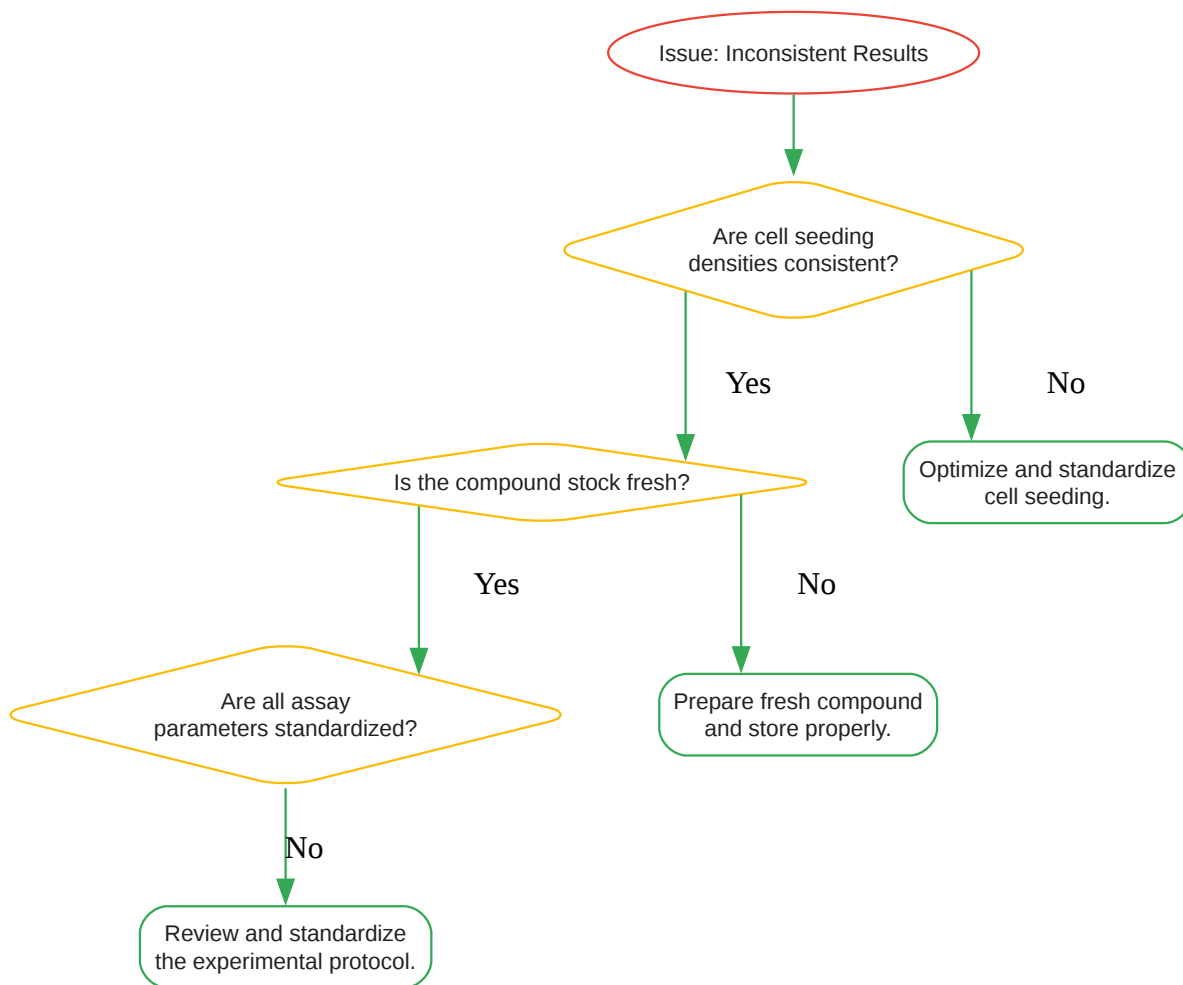 Issue: Inconsistent Results
Are cell seeding
densities consistent?
Yes
No
Is the compound stock fresh?
Optimize and standardize
cell seeding.
Yes
No
Are all assay
parameters standardized?
Prepare fresh compound
and store properly.
No
Review and standardize
the experimental protocol.